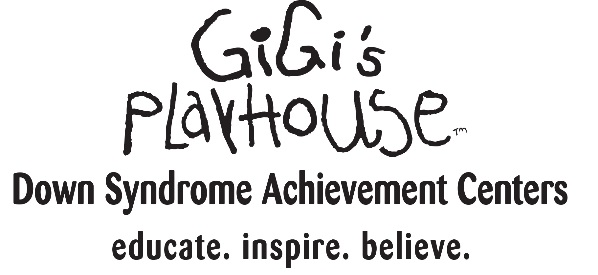 GiGi's
PLaYHouse™
Down Syndrome Achievement Centers
educate. inspire. believe.